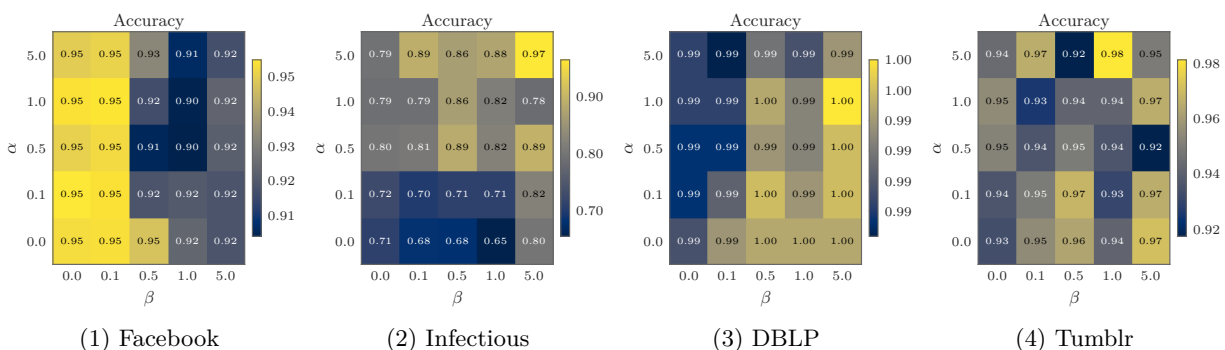 Accuracy
5.0 0.95 0.95 0.93 0.91 0.92
1.0 0.95 0.95 0.92 0.90 0.92
0.5 0.95 0.95 0.91 0.90 0.92
0.1 0.95 0.95 0.92 0.92 0.92
0.0 0.95 0.95 0.95 0.92 0.92
α
0.0 0.1 0.5 1.0 5.0
β
0.95
0.94
0.93
0.92
0.91
(1) Facebook
Accuracy
5.0 0.79 0.89 0.86 0.88 0.97
1.0 0.79 0.79 0.86 0.82 0.78
0.5 0.80 0.81 0.89 0.82 0.89
0.1 0.72 0.70 0.71 0.71 0.82
0.0 0.71 0.68 0.68 0.65 0.80
α
0.0 0.1 0.5 1.0 5.0
β
0.90
0.80
0.70
(2) Infectious
Accuracy
5.0 0.99 0.99 0.99 0.99 0.99
1.0 0.99 0.99 1.00 0.99 1.00
0.5 0.99 0.99 0.99 0.99 1.00
0.1 0.99 0.99 1.00 0.99 1.00
0.0 0.99 0.99 1.00 1.00 1.00
α
0.0 0.1 0.5 1.0 5.0
β
1.00
1.00
0.99
0.99
0.99
(3) DBLP
Accuracy
5.0 0.94 0.97 0.92 0.98 0.95
1.0 0.95 0.93 0.94 0.94 0.97
0.5 0.95 0.94 0.95 0.94 0.92
0.1 0.94 0.95 0.97 0.93 0.97
0.0 0.93 0.95 0.96 0.94 0.97
α
0.0 0.1 0.5 1.0 5.0
β
0.98
0.96
0.94
0.92
(4) Tumblr